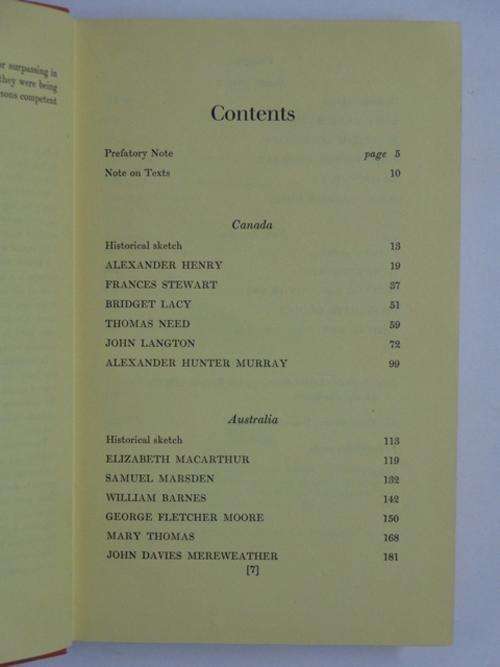 r surpassing in
they were being
sons competent
Contents
Prefatory Note page 5
Note on Texts 10
Canada
Historical sketch 13
ALEXANDER HENRY 19
FRANCES STEWART 37
BRIDGET LACY 51
THOMAS NEED 59
JOHN LANGTON 72
ALEXANDER HUNTER MURRAY 99
Australia
Historical sketch 113
ELIZABETH MACARTHUR 119
SAMUEL MARSDEN 132
WILLIAM BARNES 142
GEORGE FLETCHER MOORE 150
MARY THOMAS 168
JOHN DAVIES MEREWEATHER 181
[7]